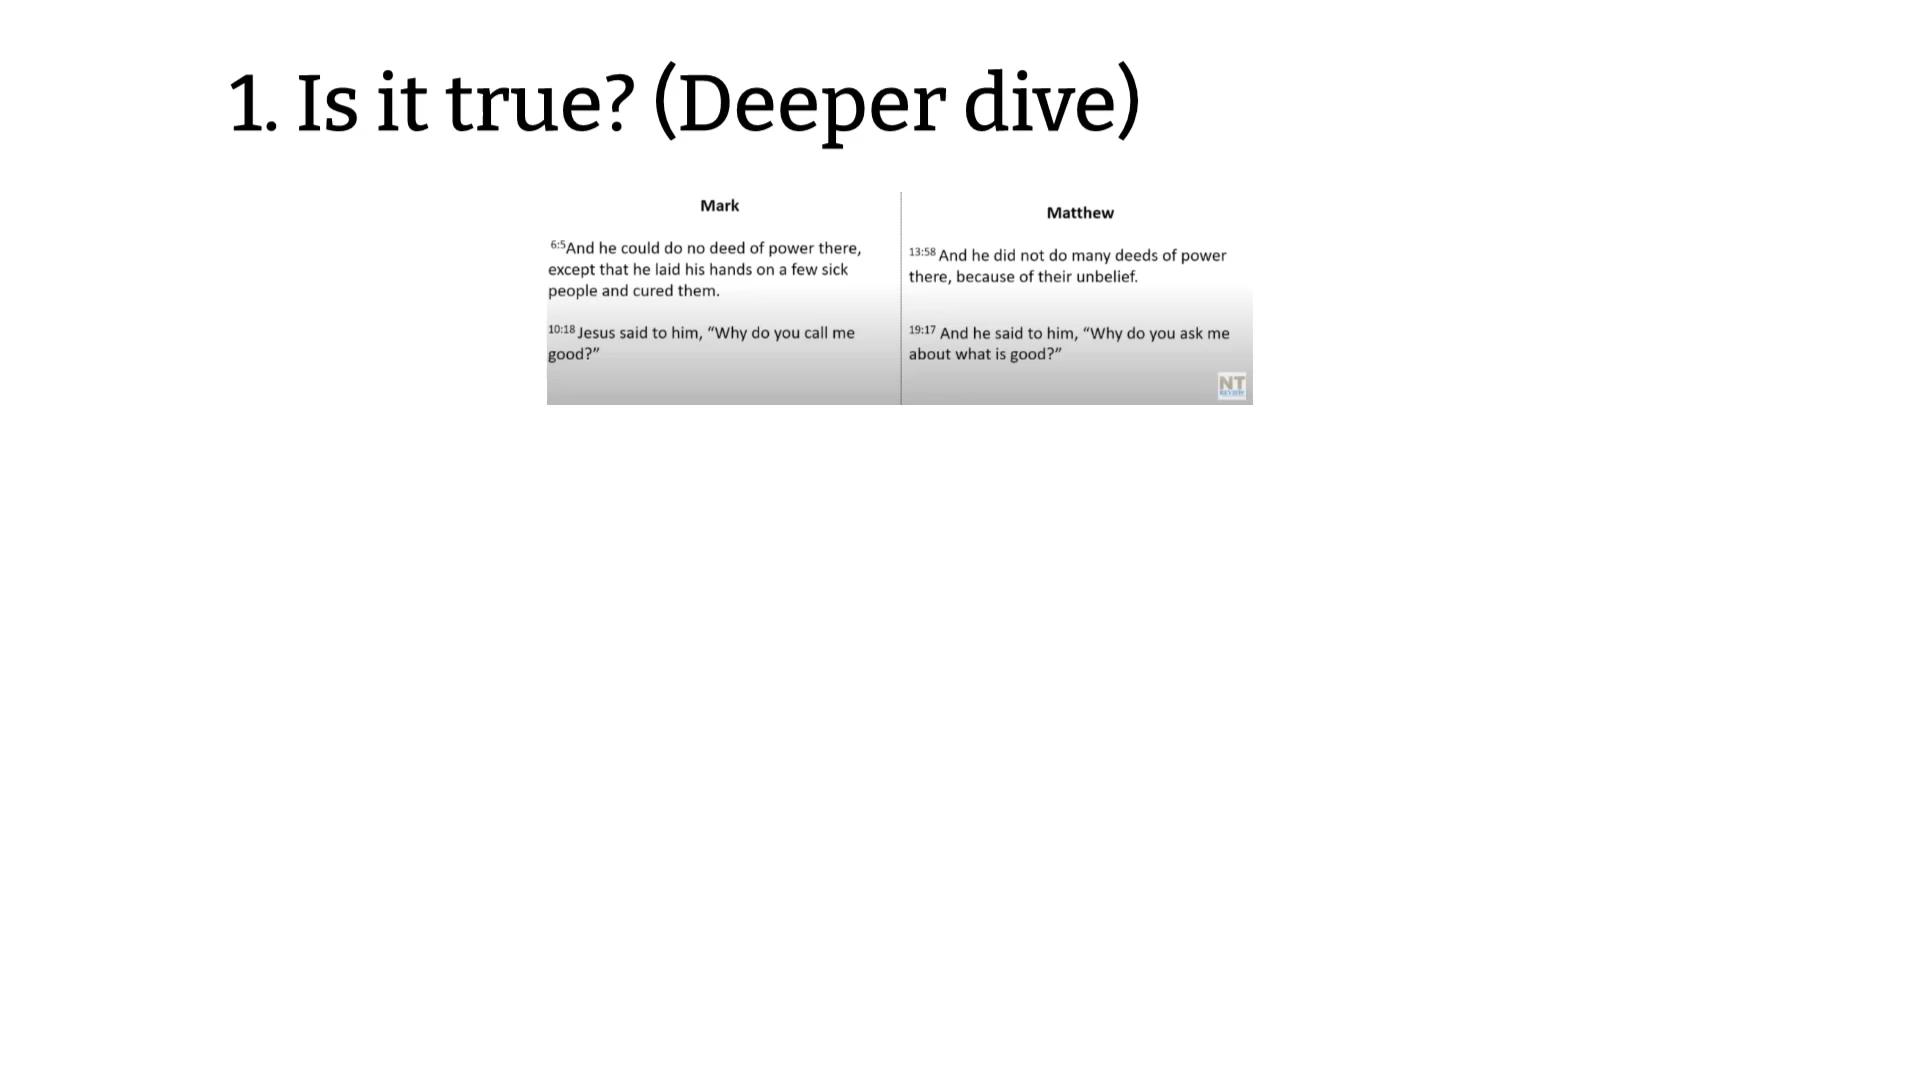 1. Is it true? (Deeper dive)
Mark
6:5And he could do no deed of power there,
except that he laid his hands on a few sick
people and cured them.
10:18 Jesus said to him, “Why do you call me
good?”
Matthew
13:58 And he did not do many deeds of power
there, because of their unbelief.
19:17 And he said to him, “Why do you ask me
about what is good?”
NT
REVIEW